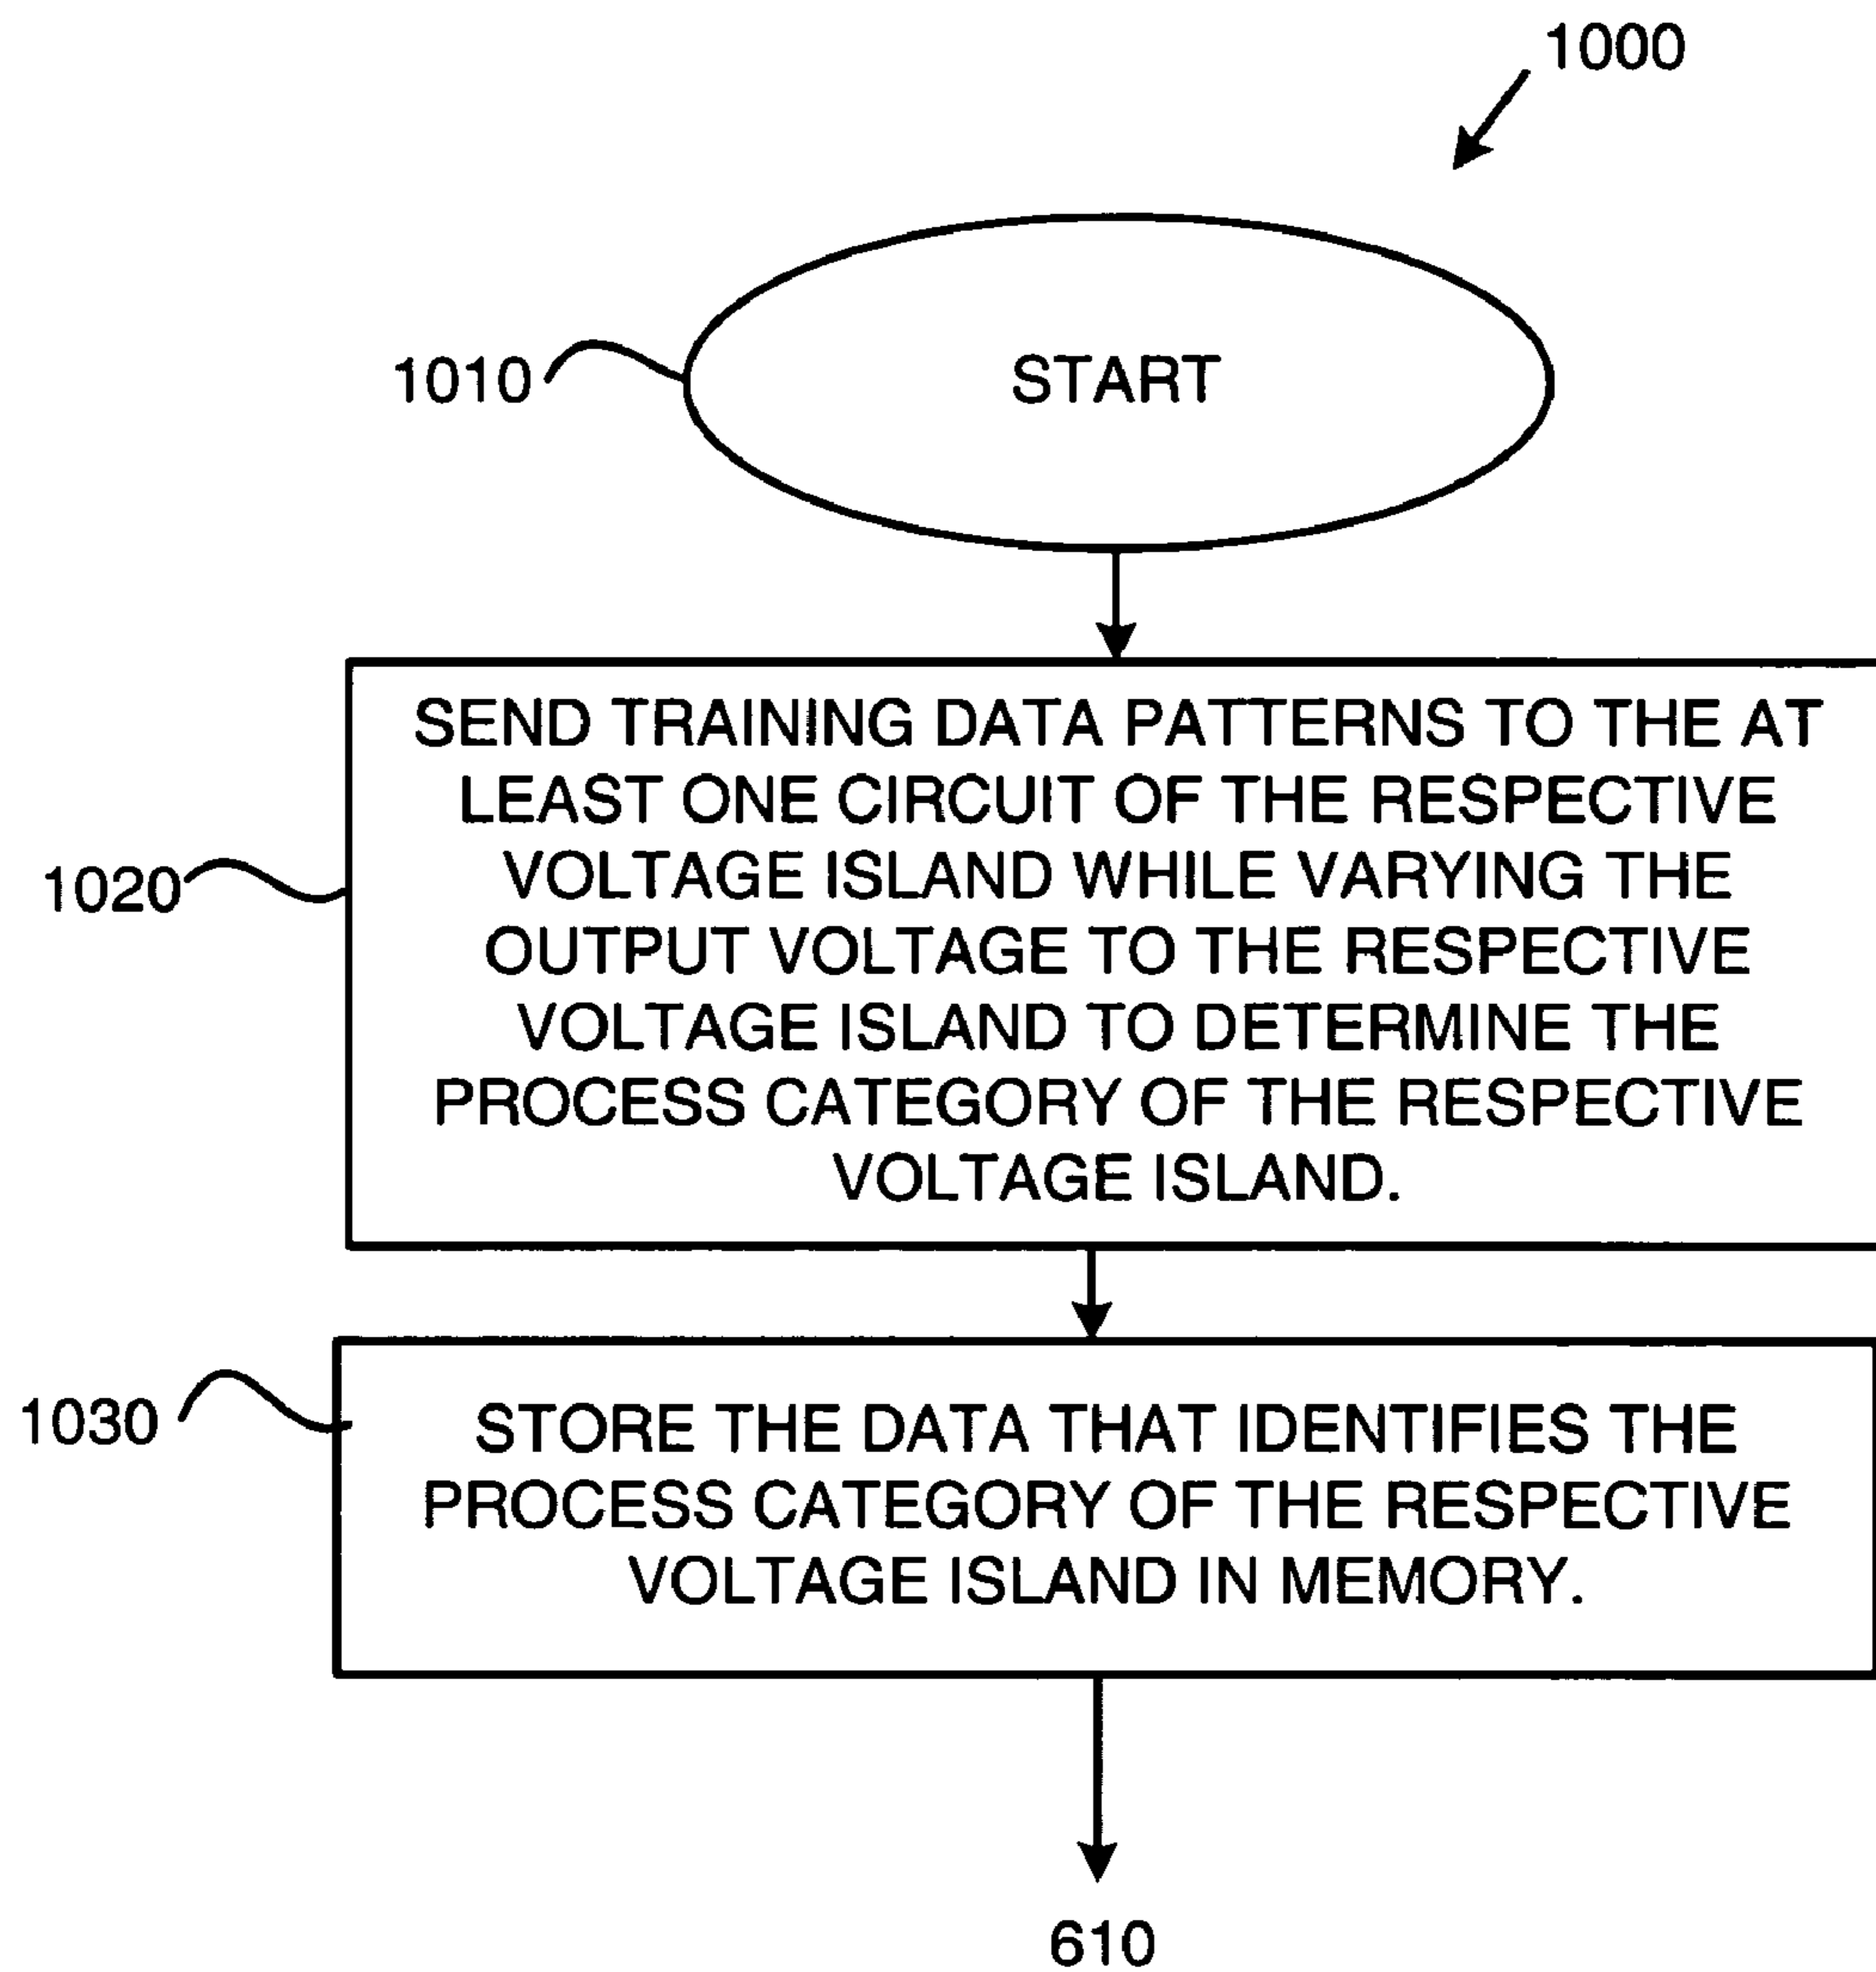 1000
1010
START
SEND TRAINING DATA PATTERNS TO THE AT
LEAST ONE CIRCUIT OF THE RESPECTIVE
VOLTAGE ISLAND WHILE VARYING THE
1020
OUTPUT VOLTAGE TO THE RESPECTIVE
VOLTAGE ISLAND TO DETERMINE THE
PROCESS CATEGORY OF THE RESPECTIVE
VOLTAGE ISLAND.
1030
STORE THE DATA THAT IDENTIFIES THE
PROCESS CATEGORY OF THE RESPECTIVE
VOLTAGE ISLAND IN MEMORY.
610